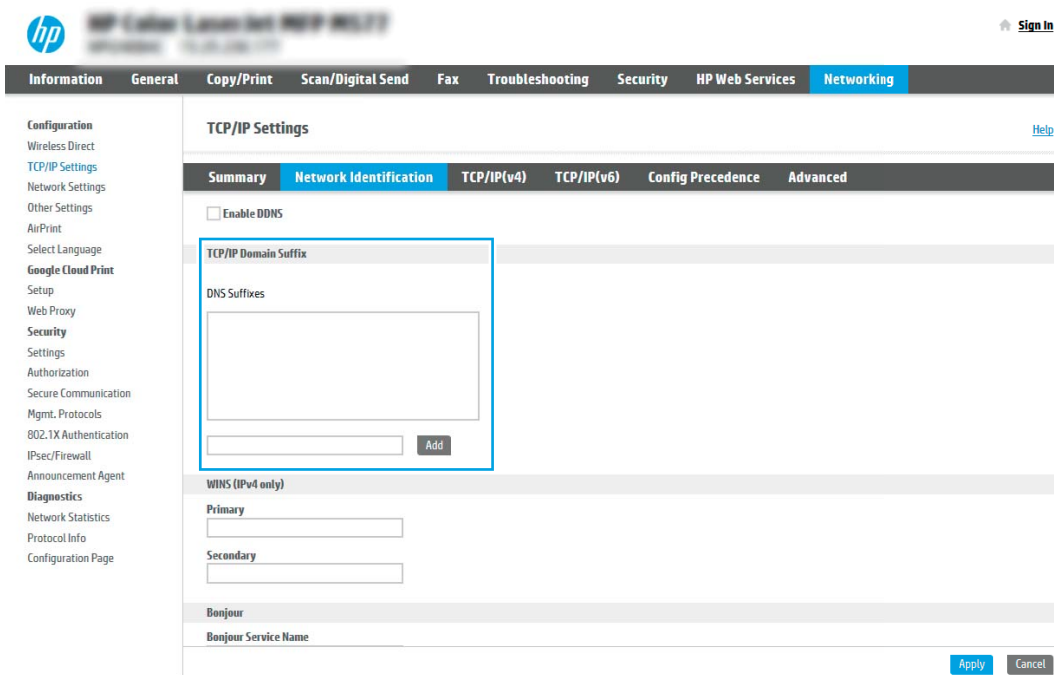 hp
Sign In
Information General Copy/Print Scan/Digital Send Fax Troubleshooting Security HP Web Services Networking
Configuration
Wireless Direct
TCP/IP Settings
Network Settings
Other Settings
AirPrint
Select Language
Google Cloud Print
Setup
Web Proxy
Security
Settings
Authorization
Secure Communication
Mgmt. Protocols
802.1X Authentication
IPsec/Firewall
Announcement Agent
Diagnostics
Network Statistics
Protocol Info
Configuration Page
TCP/IP Settings
Help
Summary Network Identification TCP/IP(v4) TCP/IP(v6) Config Precedence Advanced
Enable DDNS
TCP/IP Domain Suffix
DNS Suffixes
Add
WINS (IPv4 only)
Primary
Secondary
Bonjour
Bonjour Service Name
Apply Cancel